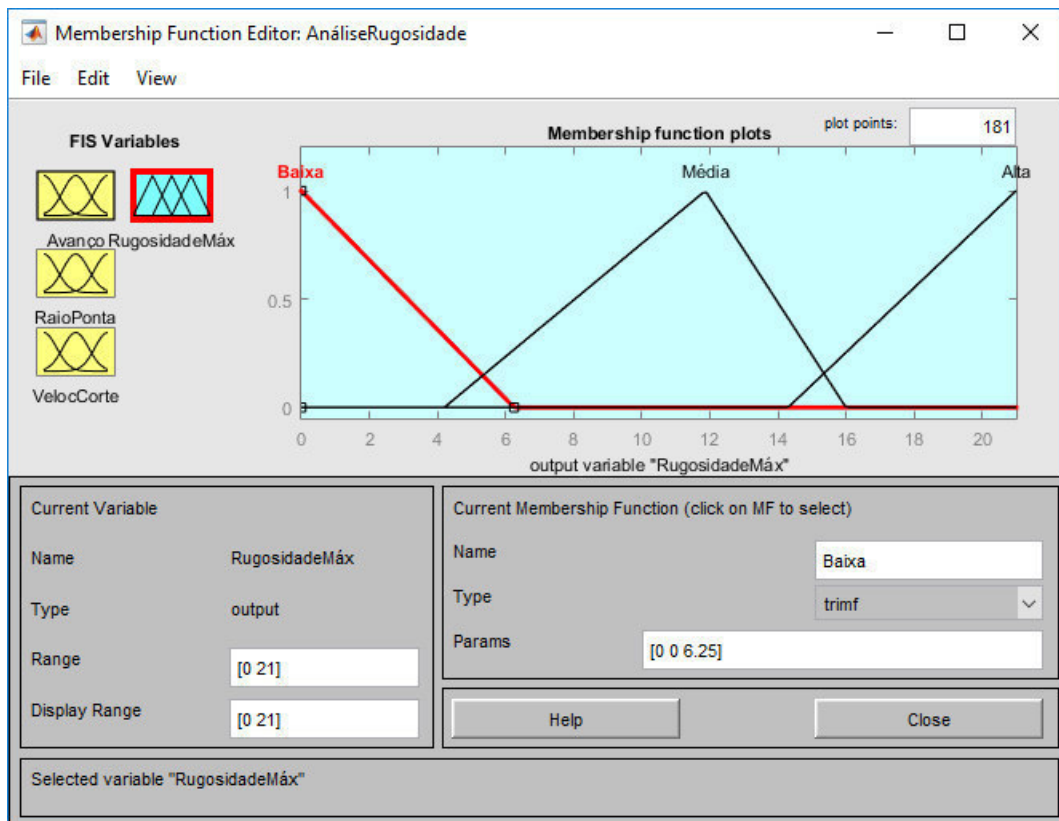 Membership Function Editor: AnáliseRugosidade
File Edit View
FIS Variables
Avanço RugosidadeMáx
RaioPonta
VelocCorte
Membership function plots
plot points: 181
Baixa Média Alta
1
0.5
0
0 2 4 6 8 10 12 14 16 18 20
output variable "RugosidadeMáx"
Current Variable
Name RugosidadeMáx
Type output
Range [0 21]
Display Range [0 21]
Current Membership Function (click on MF to select)
Name Baixa
Type trimf
Params [0 0 6.25]
Help Close
Selected variable "RugosidadeMáx"